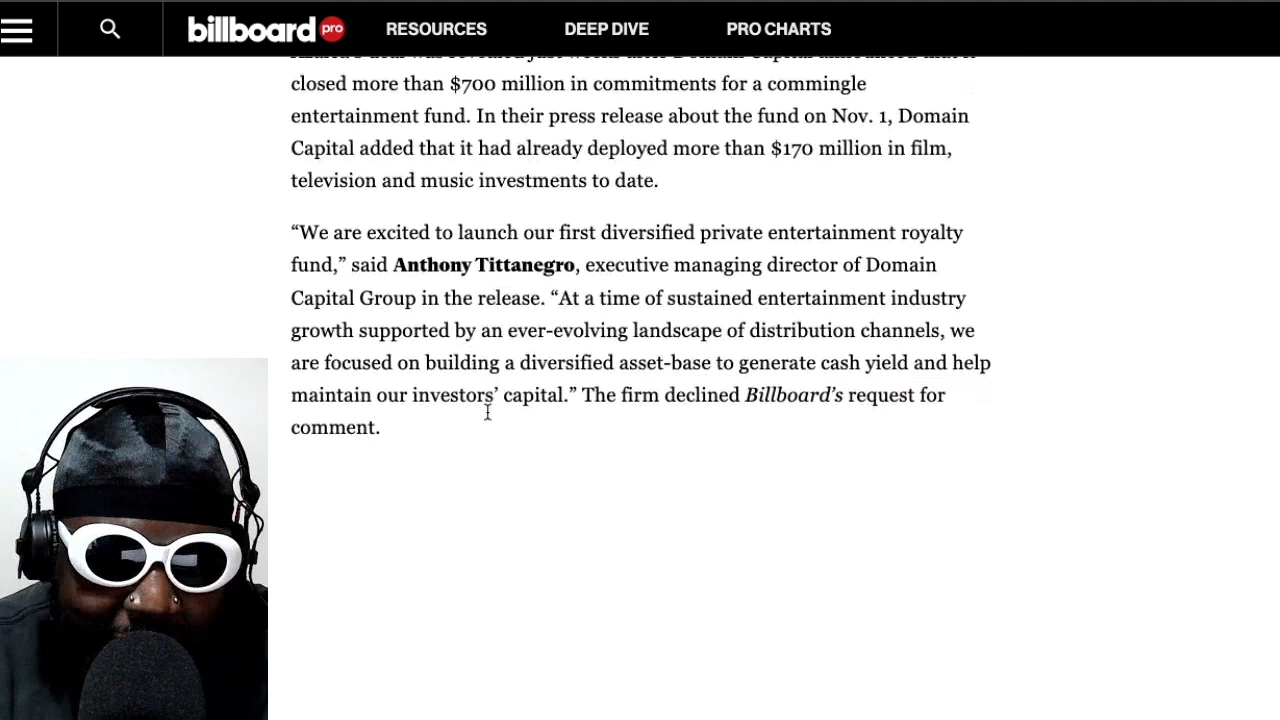 billboard pro RESOURCES DEEP DIVE PRO CHARTS
closed more than $700 million in commitments for a commingle
entertainment fund. In their press release about the fund on Nov. 1, Domain
Capital added that it had already deployed more than $170 million in film,
television and music investments to date.
“We are excited to launch our first diversified private entertainment royalty
fund,” said Anthony Tittanegro, executive managing director of Domain
Capital Group in the release. “At a time of sustained entertainment industry
growth supported by an ever-evolving landscape of distribution channels, we
are focused on building a diversified asset-base to generate cash yield and help
maintain our investors’ capital.” The firm declined Billboard’s request for
comment.